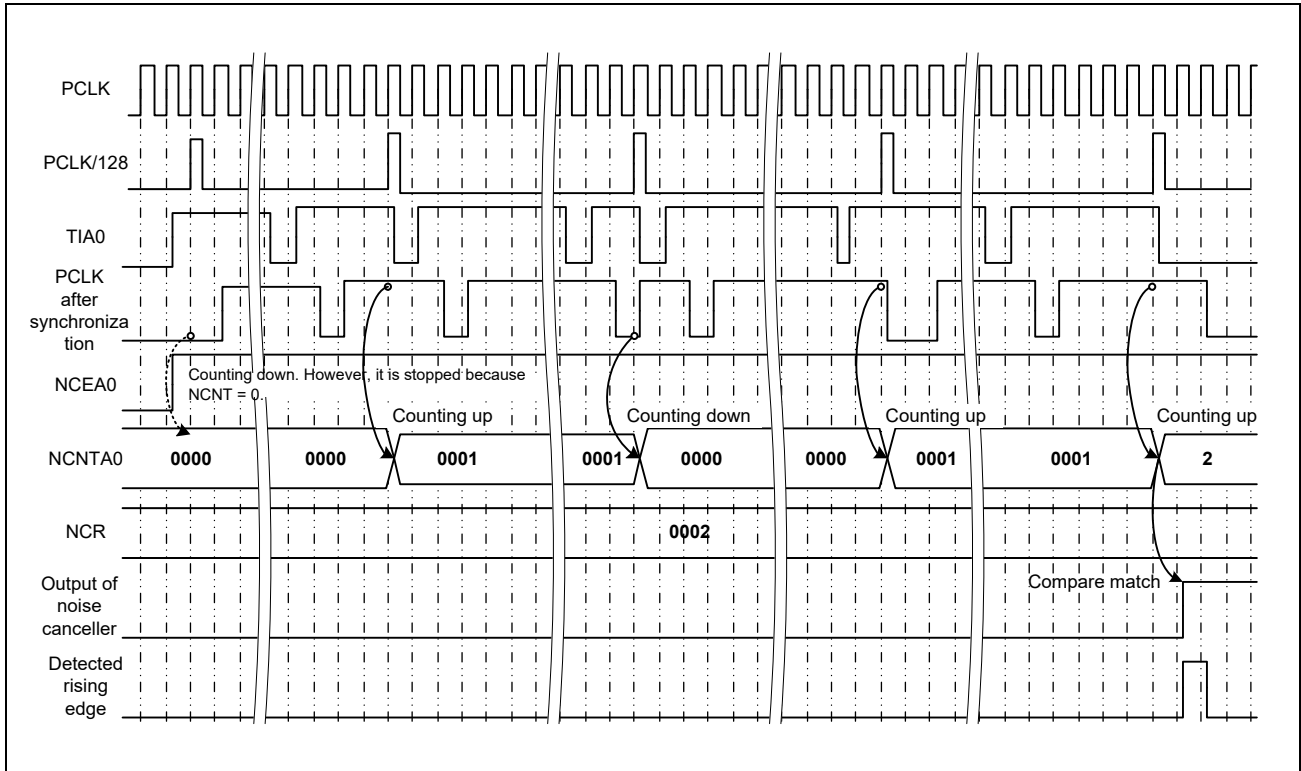 PCLK
PCLK/128
TIA0
PCLK
after
synchroniza
tion
NCEA0
Counting down. However, it is stopped because
NCNT = 0.
Counting up
Counting down
Counting up
Counting up
NCNTA0
0000
0000
0001
0001
0000
0000
0001
0001
2
NCR
0002
Output of
noise
canceller
Compare match
Detected
rising
edge